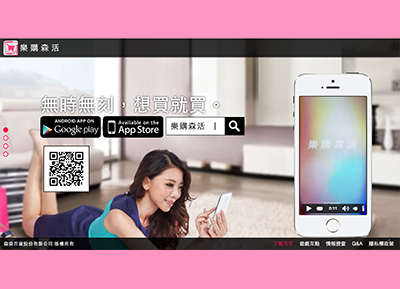 樂購森活
無時無刻，想買就買。
ANDROID APP ON
Google play
Available on the
App Store
樂購森活 |
樂購森活
0:11
森森百貨股份有限公司 版權所有
下載方式 遊戲互動 情報搜查 Q&A 隱私權政策